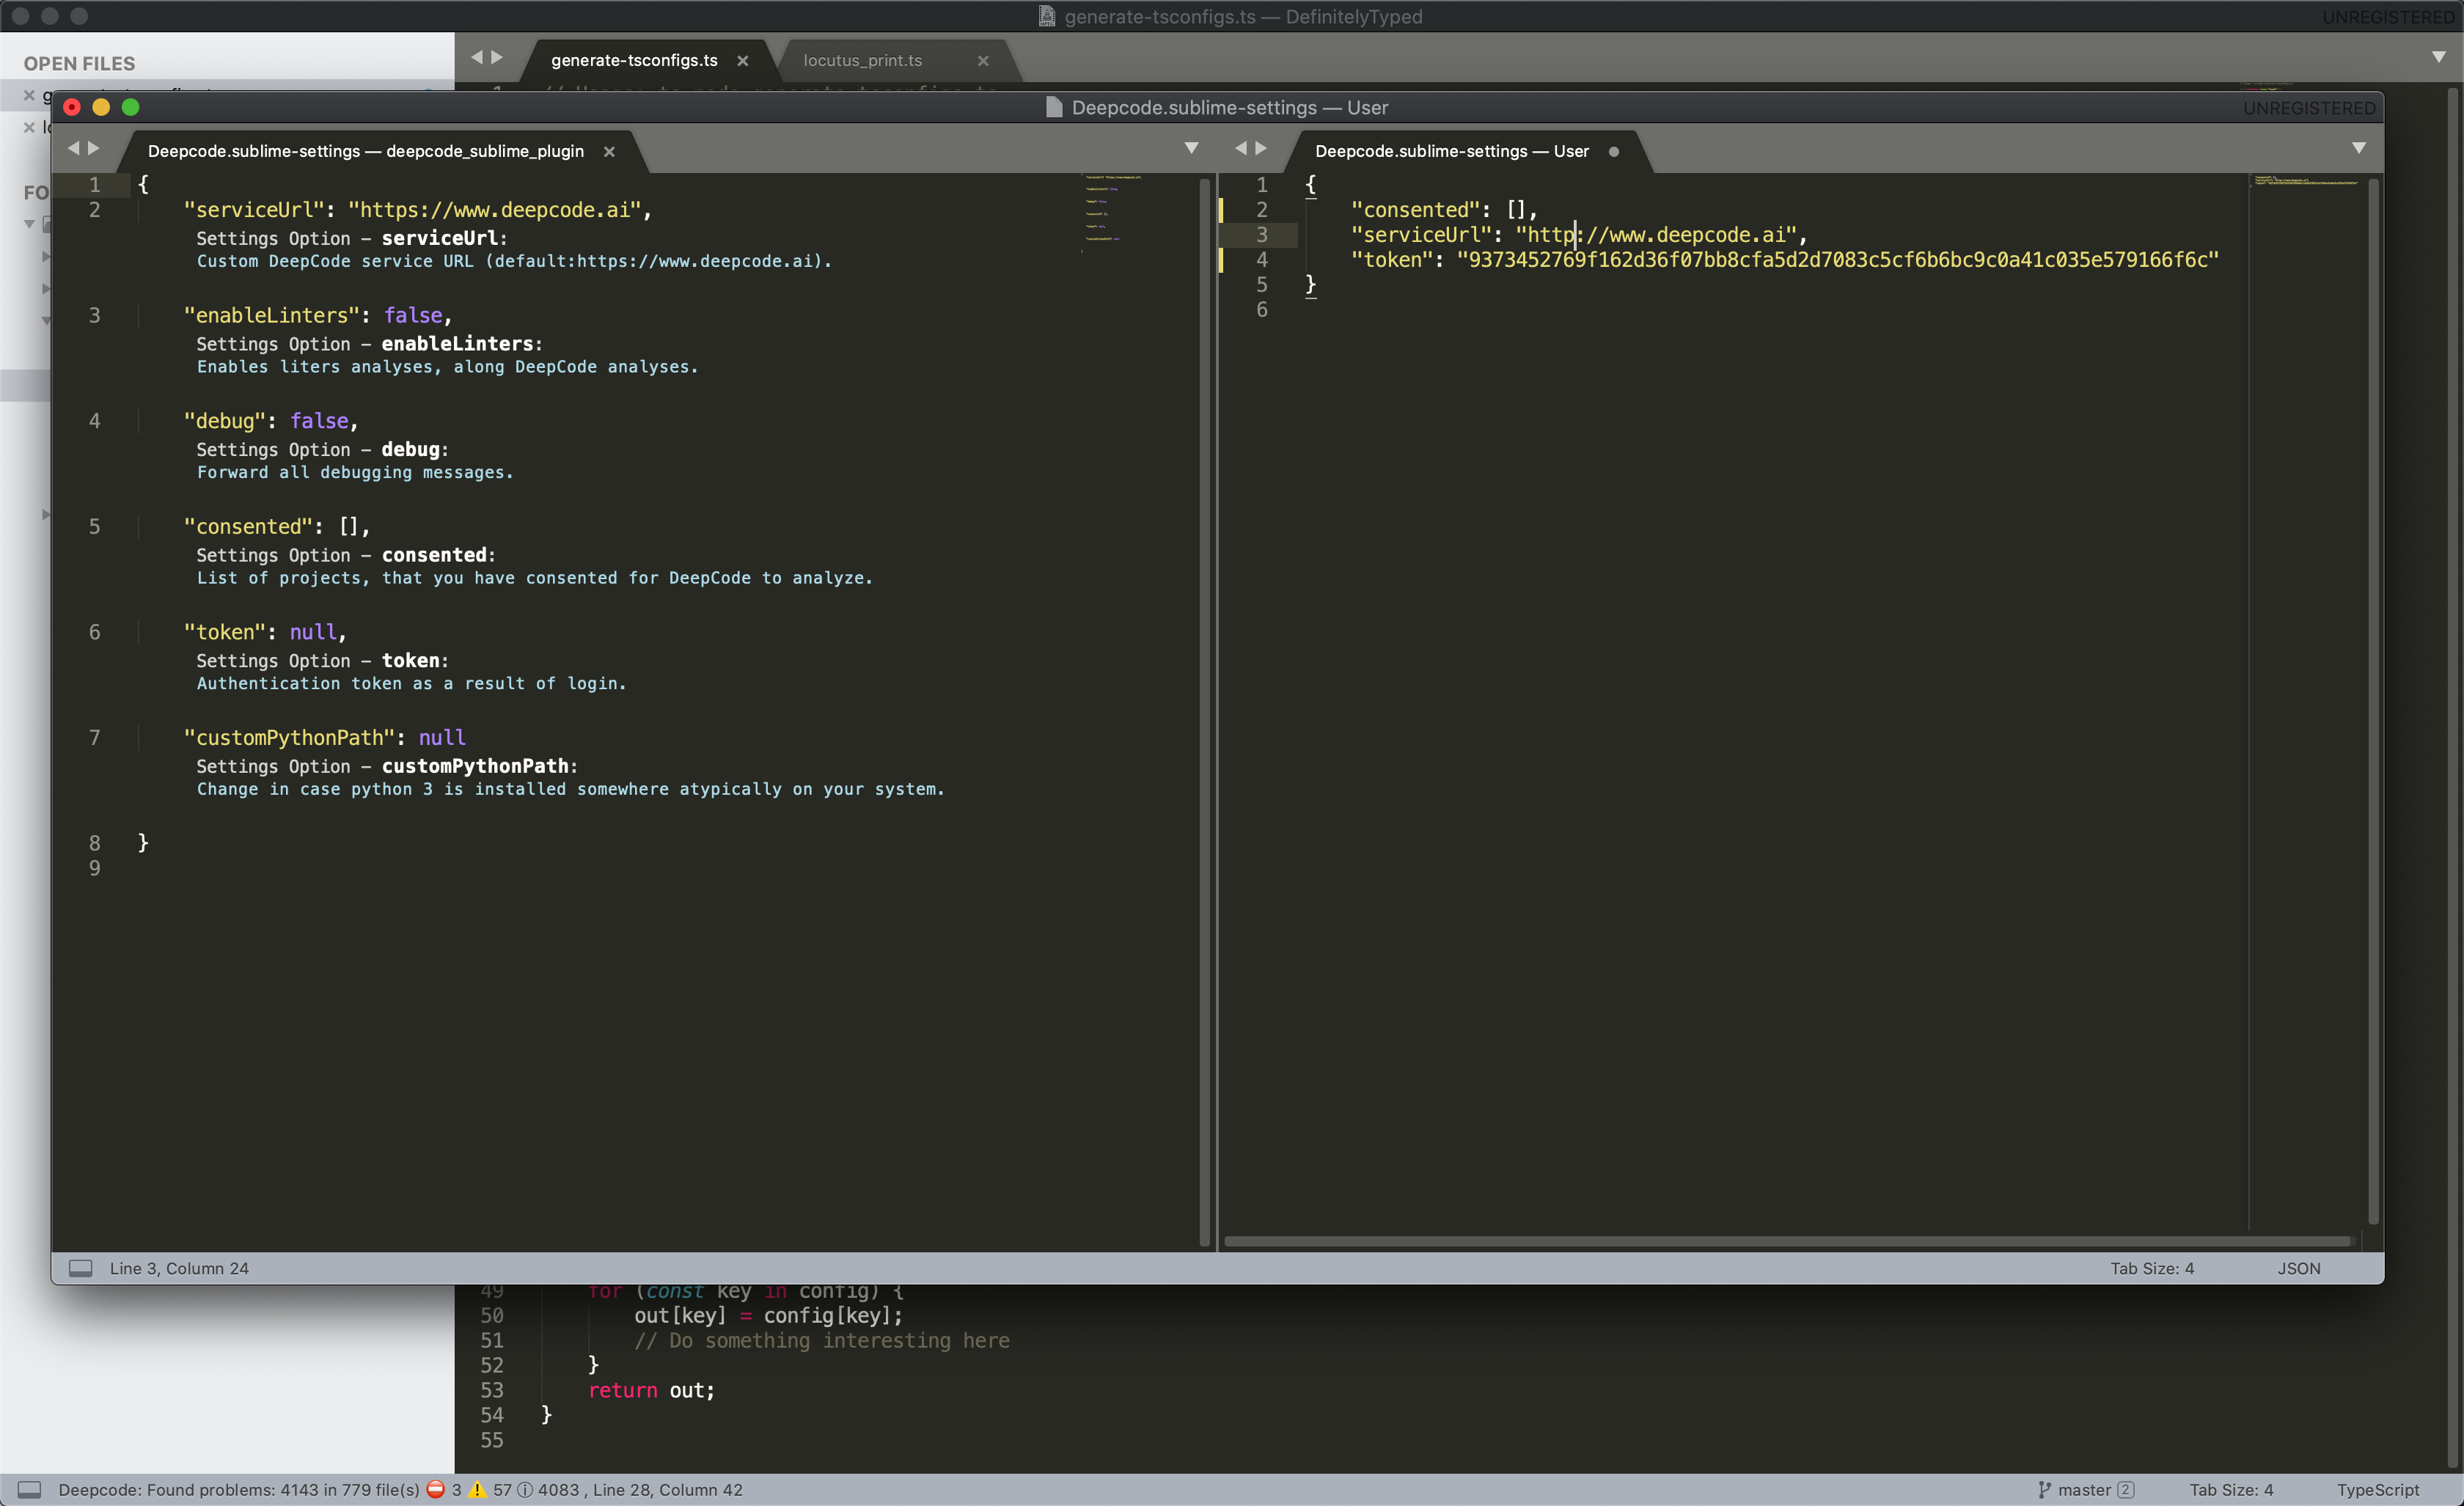 generate-tsconfigs.ts — DefinitelyTyped
UNREGISTERED
OPEN FILES
generate-tsconfigs.ts
locutus_print.ts
Deepcode.sublime-settings — User
UNREGISTERED
Deepcode.sublime-settings — deepcode_sublime_plugin
1 {
2 "serviceUrl": "https://www.deepcode.ai",
Settings Option – serviceUrl:
Custom DeepCode service URL (default:https://www.deepcode.ai).
3 "enableLinters": false,
Settings Option – enableLinters:
Enables liters analyses, along DeepCode analyses.
4 "debug": false,
Settings Option – debug:
Forward all debugging messages.
5 "consented": [],
Settings Option – consented:
List of projects, that you have consented for DeepCode to analyze.
6 "token": null,
Settings Option – token:
Authentication token as a result of login.
7 "customPythonPath": null
Settings Option – customPythonPath:
Change in case python 3 is installed somewhere atypically on your system.
8 }
9
Deepcode.sublime-settings — User
1 {
2 "consented": [],
3 "serviceUrl": "http://www.deepcode.ai",
4 "token": "9373452769f162d36f07bb8cfa5d2d7083c5cf6b6bc9c0a41c035e579166f6c"
5 }
6
Line 3, Column 24
Tab Size: 4
JSON
49 for (const key in config) {
50 out[key] = config[key];
51 // Do something interesting here
52 }
53 return out;
54 }
55
Deepcode: Found problems: 4143 in 779 file(s) ⛔ 3 ⚠️ 57 ⓘ 4083 , Line 28, Column 42
master 2
Tab Size: 4
TypeScript